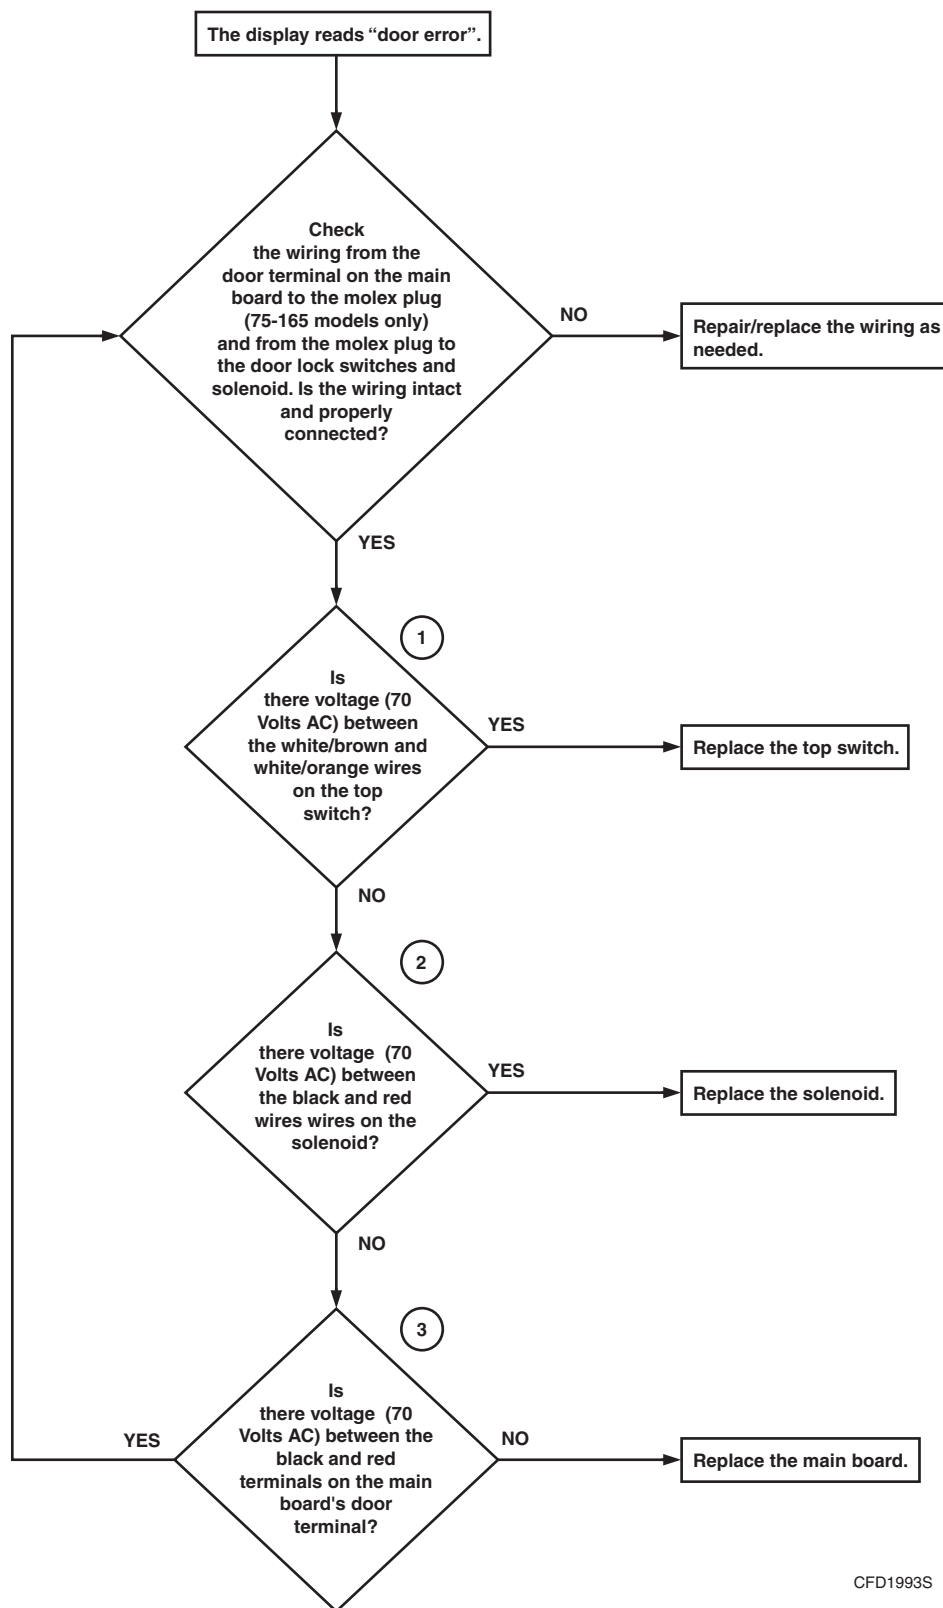 The display reads “door error”.
Check
the wiring from the
door terminal on the main
board to the molex plug
(75-165 models only)
and from the molex plug to
the door lock switches and
solenoid. Is the wiring intact
and properly
connected?
NO
Repair/replace the wiring as
needed.
YES
1
Is
there voltage (70
Volts AC) between
the white/brown and
white/orange wires
on the top
switch?
YES
Replace the top switch.
NO
2
Is
there voltage (70
Volts AC) between
the black and red
wires wires on the
solenoid?
YES
Replace the solenoid.
NO
3
Is
there voltage (70
Volts AC) between the
black and red
terminals on the main
board's door
terminal?
YES
NO
Replace the main board.
CFD1993S